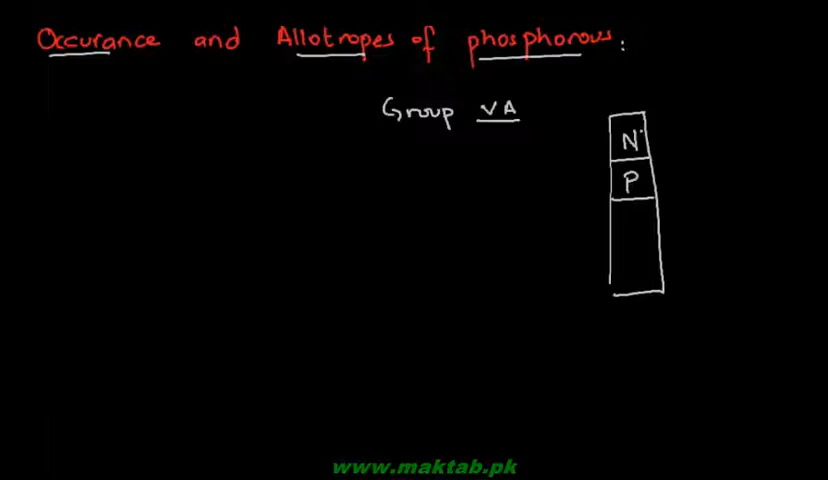 Occurance and Allotropes of phosphorous :
Group VA
N
P
www.maktab.pk